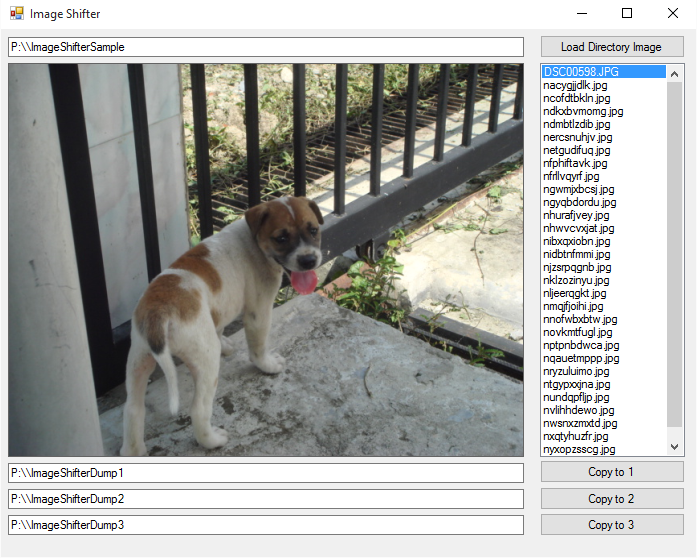 Image Shifter
P:\\ImageShifterSample
Load Directory Image
DSC00598.JPG
nacygjjdlk.jpg
ncofdtbkln.jpg
ndkxbvmomg.jpg
ndmbtlzdib.jpg
nercsnuhjv.jpg
netgudifuq.jpg
nfphiftavk.jpg
nfrllvqyrf.jpg
ngwmjxbcsj.jpg
ngyqbdordu.jpg
nhurafjvey.jpg
nhwvcvxjat.jpg
nibxqxiobn.jpg
nidbtnfmmi.jpg
njzsrpqgnb.jpg
nklzozinyu.jpg
nljeerqgkt.jpg
nmqjfjoihi.jpg
nnofwbxbtw.jpg
novkmtfugl.jpg
nptpnbdwca.jpg
nqauetmppp.jpg
nryzuluimo.jpg
ntgypxxjna.jpg
nundqpfljp.jpg
nvlihhdewo.jpg
nwsnxzmxtd.jpg
nxqtyhuzfr.jpg
nyxopzsscg.jpg
P:\\ImageShifterDump1
Copy to 1
P:\\ImageShifterDump2
Copy to 2
P:\\ImageShifterDump3
Copy to 3